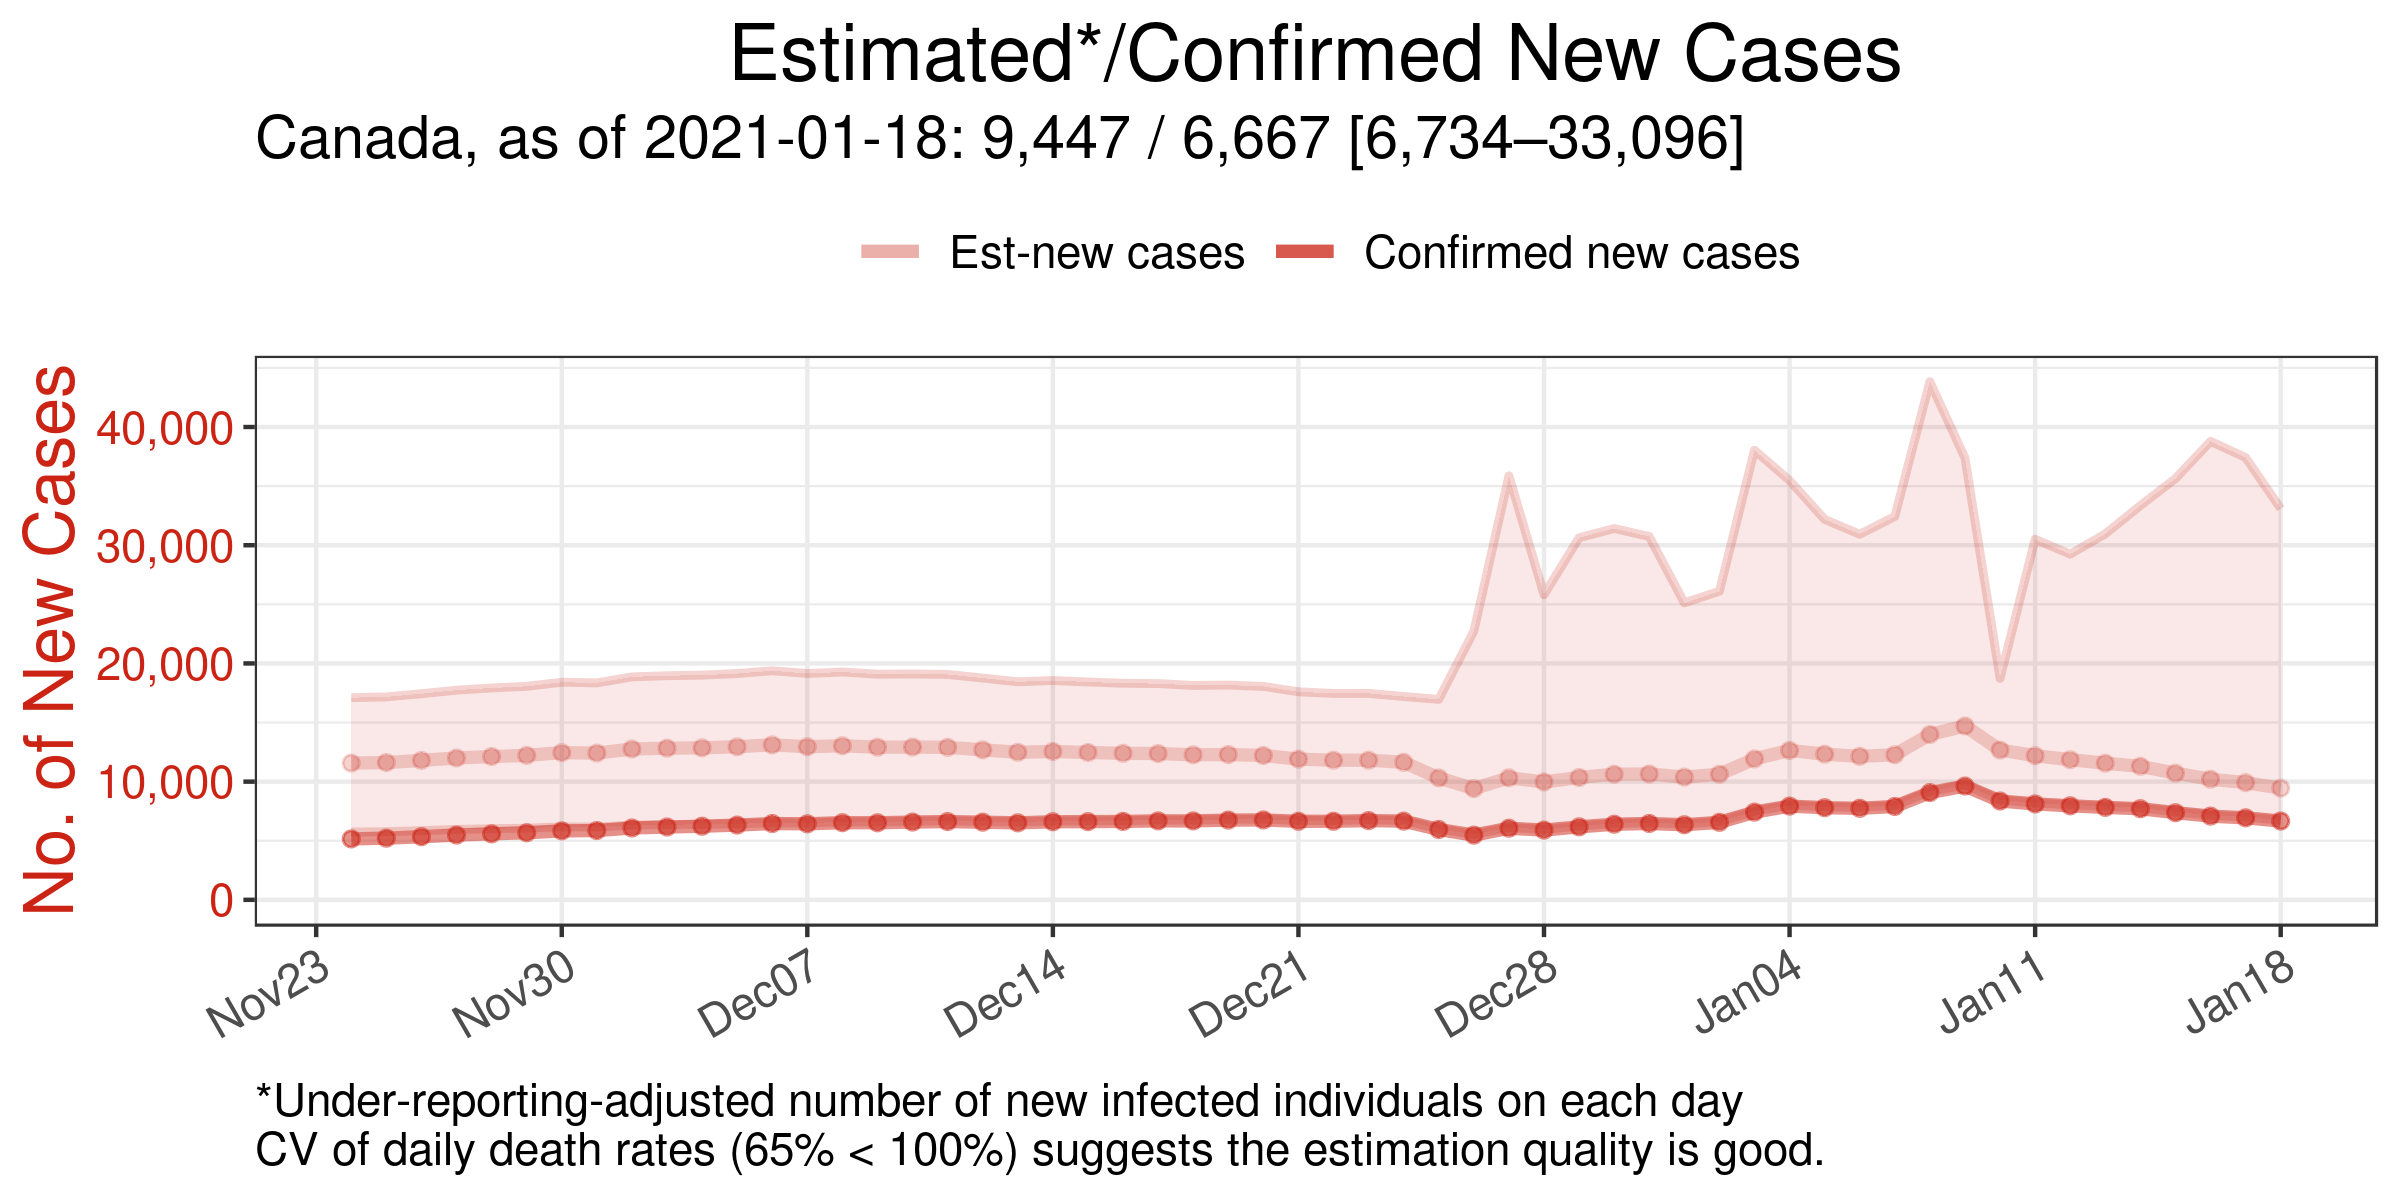 Estimated*/Confirmed New Cases
Canada, as of 2021-01-18: 9,447 / 6,667 [6,734–33,096]
Est-new cases
Confirmed new cases
No. of New Cases
40,000
30,000
20,000
10,000
0
Nov23
Nov30
Dec07
Dec14
Dec21
Dec28
Jan04
Jan11
Jan18
*Under-reporting-adjusted number of new infected individuals on each day
CV of daily death rates (65% < 100%) suggests the estimation quality is good.